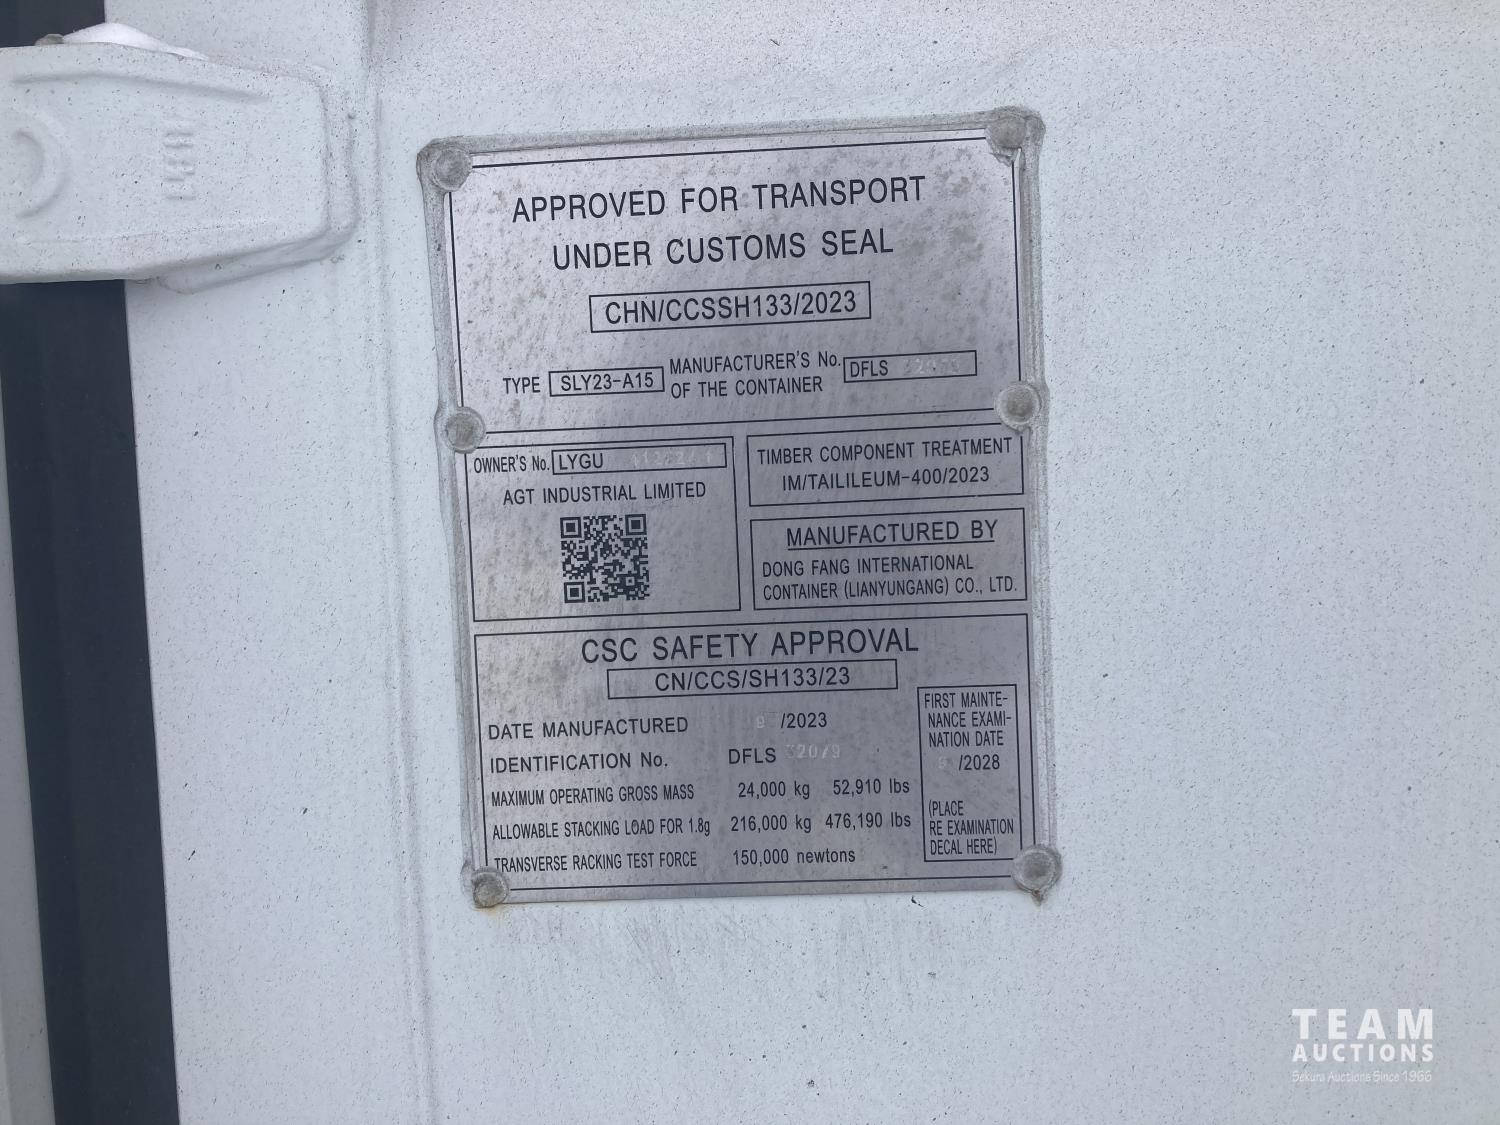 APPROVED FOR TRANSPORT
UNDER CUSTOMS SEAL
CHN/CCSSH133/2023
TYPE SLY23-A15 MANUFACTURER'S No. OF THE CONTAINER DFLS
OWNER'S No. LYGU
AGT INDUSTRIAL LIMITED
TIMBER COMPONENT TREATMENT
IM/TAILILEUM-400/2023
MANUFACTURED BY
DONG FANG INTERNATIONAL
CONTAINER (LIANYUNGANG) CO., LTD.
CSC SAFETY APPROVAL
CN/CCS/SH133/23
DATE MANUFACTURED 9 /2023
IDENTIFICATION No. DFLS
MAXIMUM OPERATING GROSS MASS 24,000 kg 52,910 lbs
ALLOWABLE STACKING LOAD FOR 1.8g 216,000 kg 476,190 lbs
TRANSVERSE RACKING TEST FORCE 150,000 newtons
FIRST MAINTE-
NANCE EXAMI-
NATION DATE
/2028
(PLACE
RE EXAMINATION
DECAL HERE)
TEAM
AUCTIONS
Sekura Auctions Since 1966